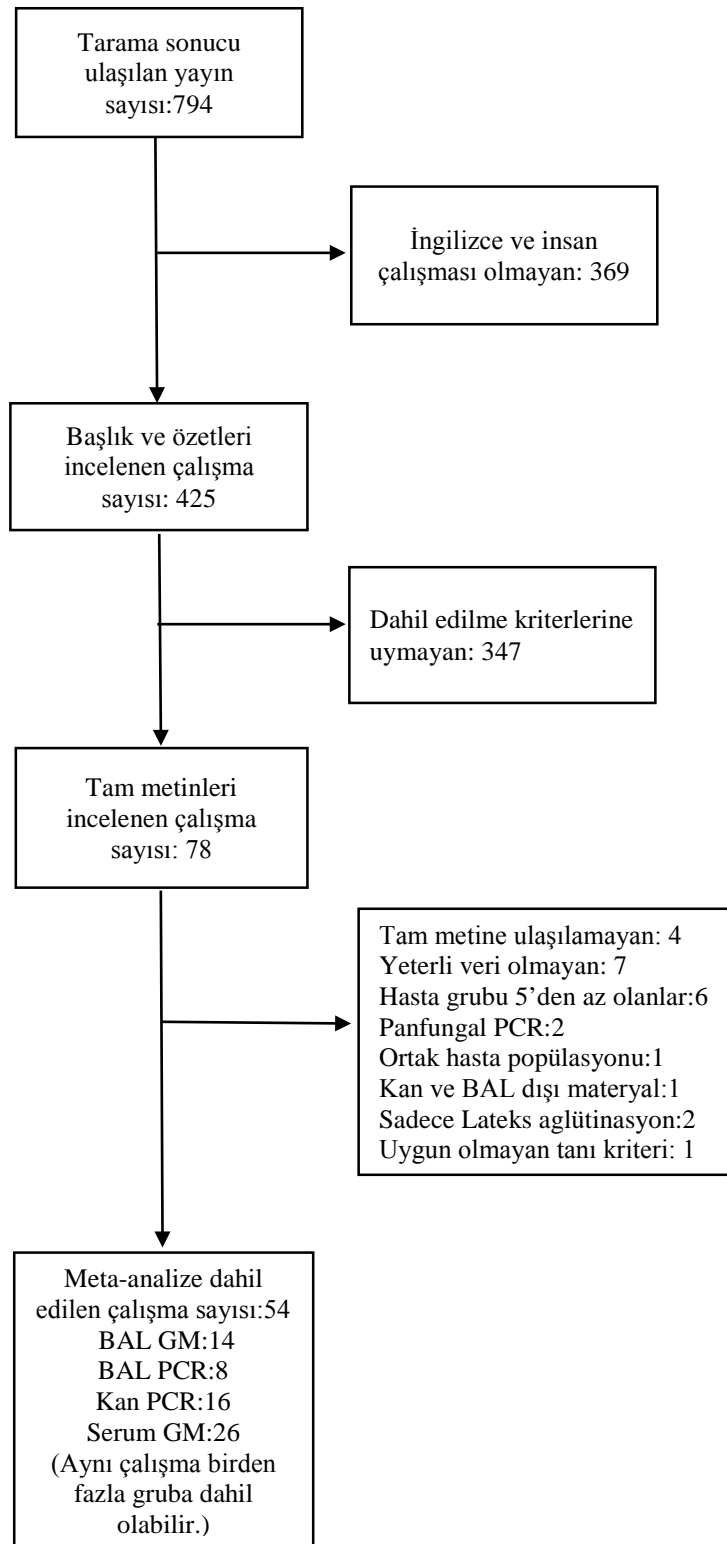 Tarama sonucu
ulaşılan yayın
sayısı:794
İngilizce ve insan
çalışması olmayan: 369
Başlık ve özetleri
incelenen çalışma
sayısı: 425
Dahil edilme kriterlerine
uymayan: 347
Tam metinleri
incelenen çalışma
sayısı: 78
Tam metine ulaşılamayan: 4
Yeterli veri olmayan: 7
Hasta grubu 5’den az olanlar:6
Panfungal PCR:2
Ortak hasta popülasyonu:1
Kan ve BAL dışı materyal:1
Sadece Lateks aglütinasyon:2
Uygun olmayan tanı kriteri: 1
Meta-analize dahil
edilen çalışma sayısı:54
BAL GM:14
BAL PCR:8
Kan PCR:16
Serum GM:26
(Aynı çalışma birden
fazla gruba dahil
olabilir.)